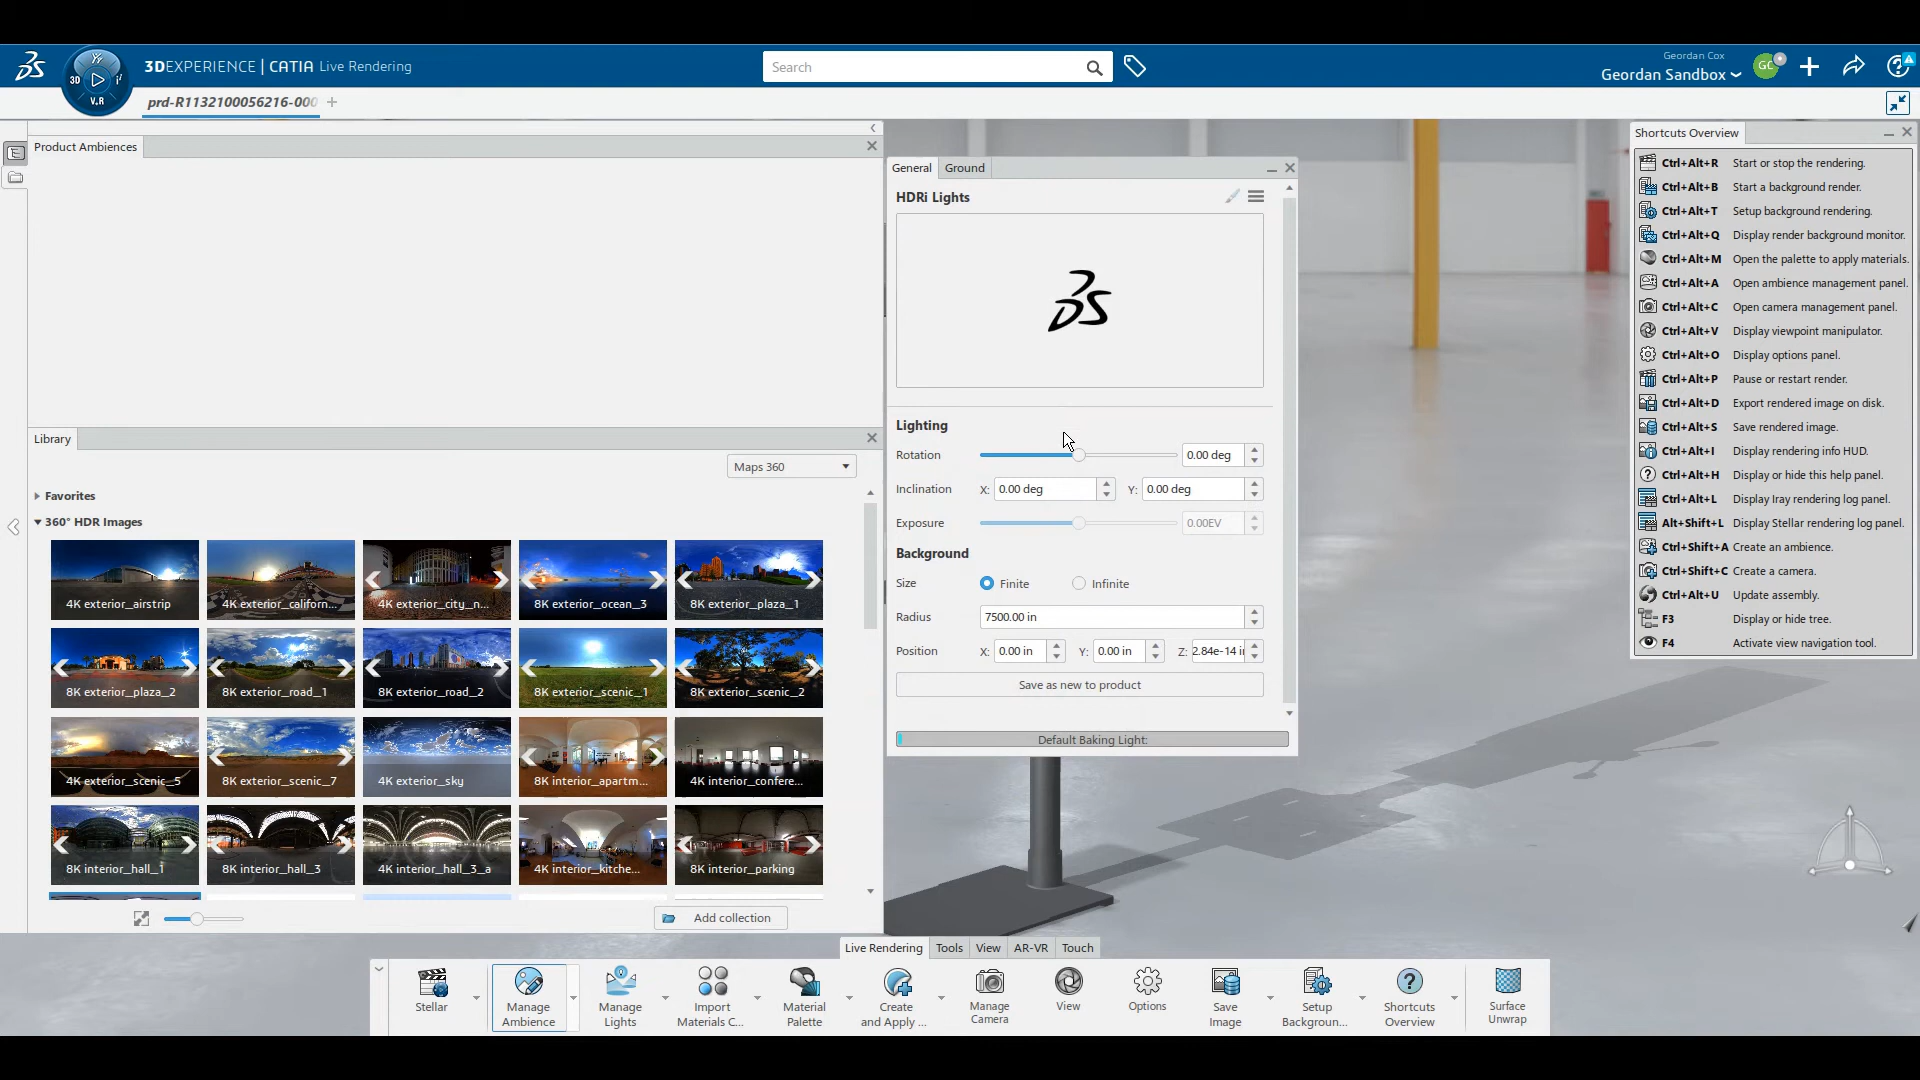 3DEXPERIENCE | CATIA Live Rendering
3D
V.R
Search
Geordan Cox
Geordan Sandbox
GC
prd-R1132100056216-000
Product Ambiences
Library
Maps 360
Favorites
360° HDR Images
4K exterior_airstrip
4K exterior_californ...
4K exterior_city_n...
8K exterior_ocean_3
8K exterior_plaza_1
8K exterior_plaza_2
8K exterior_road_1
8K exterior_road_2
8K exterior_scenic_1
8K exterior_scenic_2
4K exterior_scenic_5
8K exterior_scenic_7
4K exterior_sky
8K interior_apartm...
4K interior_confere...
8K interior_hall_1
8K interior_hall_3
4K interior_hall_3_a
4K interior_kitche...
8K interior_parking
Add collection
General Ground
HDRi Lights
Lighting
Rotation 0.00 deg
Inclination X: 0.00 deg Y: 0.00 deg
Exposure 0.00EV
Background
Size Finite Infinite
Radius 7500.00 in
Position X: 0.00 in Y: 0.00 in Z: 2.84e-14 i
Save as new to product
Default Baking Light:
Shortcuts Overview
Ctrl+Alt+R Start or stop the rendering.
Ctrl+Alt+B Start a background render.
Ctrl+Alt+T Setup background rendering.
Ctrl+Alt+Q Display render background monitor.
Ctrl+Alt+M Open the palette to apply materials.
Ctrl+Alt+A Open ambience management panel.
Ctrl+Alt+C Open camera management panel.
Ctrl+Alt+V Display viewpoint manipulator.
Ctrl+Alt+O Display options panel.
Ctrl+Alt+P Pause or restart render.
Ctrl+Alt+D Export rendered image on disk.
Ctrl+Alt+S Save rendered image.
Ctrl+Alt+I Display rendering info HUD.
Ctrl+Alt+H Display or hide this help panel.
Ctrl+Alt+L Display Iray rendering log panel.
Alt+Shift+L Display Stellar rendering log panel.
Ctrl+Shift+A Create an ambience.
Ctrl+Shift+C Create a camera.
Ctrl+Alt+U Update assembly.
F3 Display or hide tree.
F4 Activate view navigation tool.
Live Rendering Tools View AR-VR Touch
Stellar
Manage Ambience
Manage Lights
Import Materials C...
Material Palette
Create and Apply ...
Manage Camera
View
Options
Save Image
Setup Backgroun...
Shortcuts Overview
Surface Unwrap